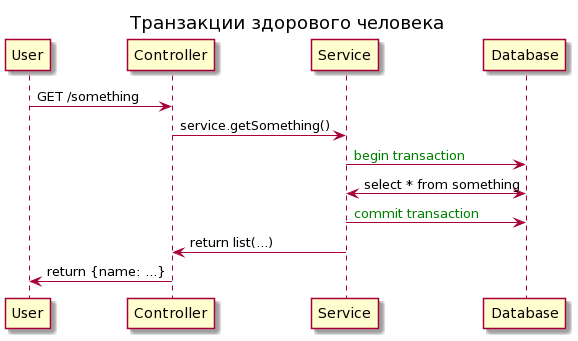 Транзакции здорового человека
User Controller Service Database
GET /something
service.getSomething()
begin transaction
select * from something
commit transaction
return list(...)
return {name: ...}
User Controller Service Database